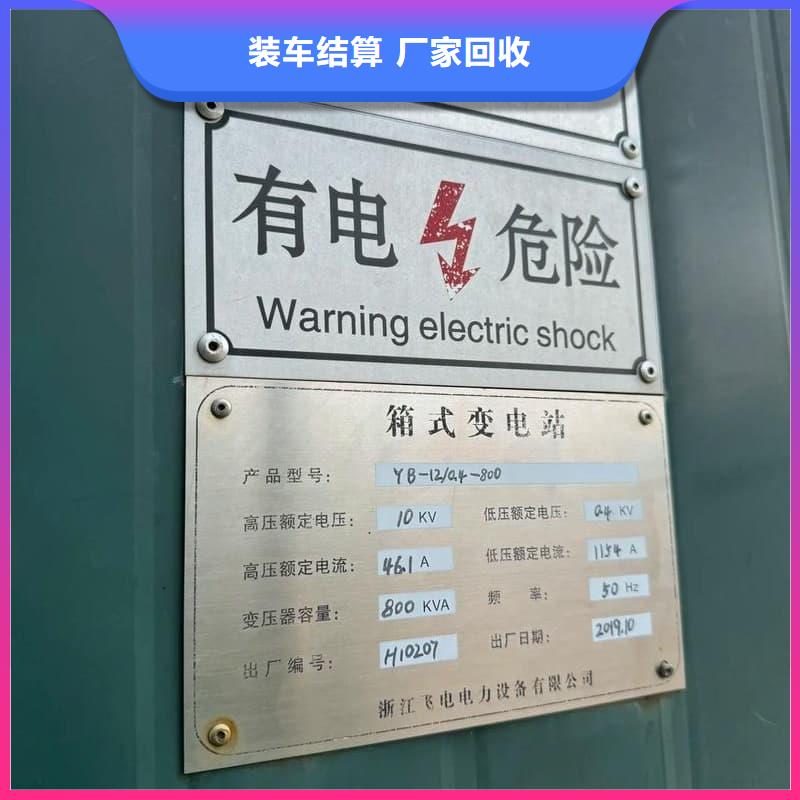 装车结算 厂家回收
有电 危险
Warning electric shock
箱式变电站
产品型号: YB-12/0.4-800
高压额定电压: 10 KV 低压额定电压: 0.4 KV
高压额定电流: 46.1 A 低压额定电流: 1154 A
变压器容量: 800 KVA 频 率: 50 Hz
出厂编号: H10207 出厂日期: 2019.10
浙江飞电电力设备有限公司